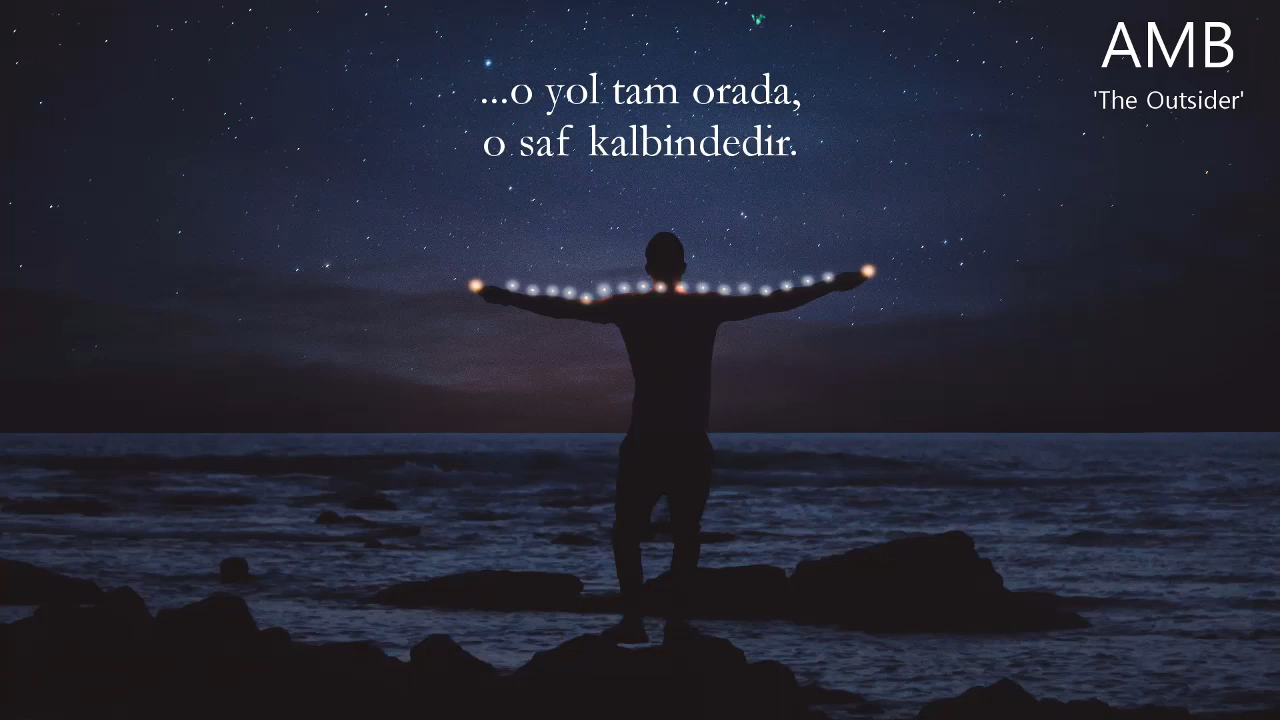 ...o yol tam orada,
o saf kalbindedir.
AMB
'The Outsider'